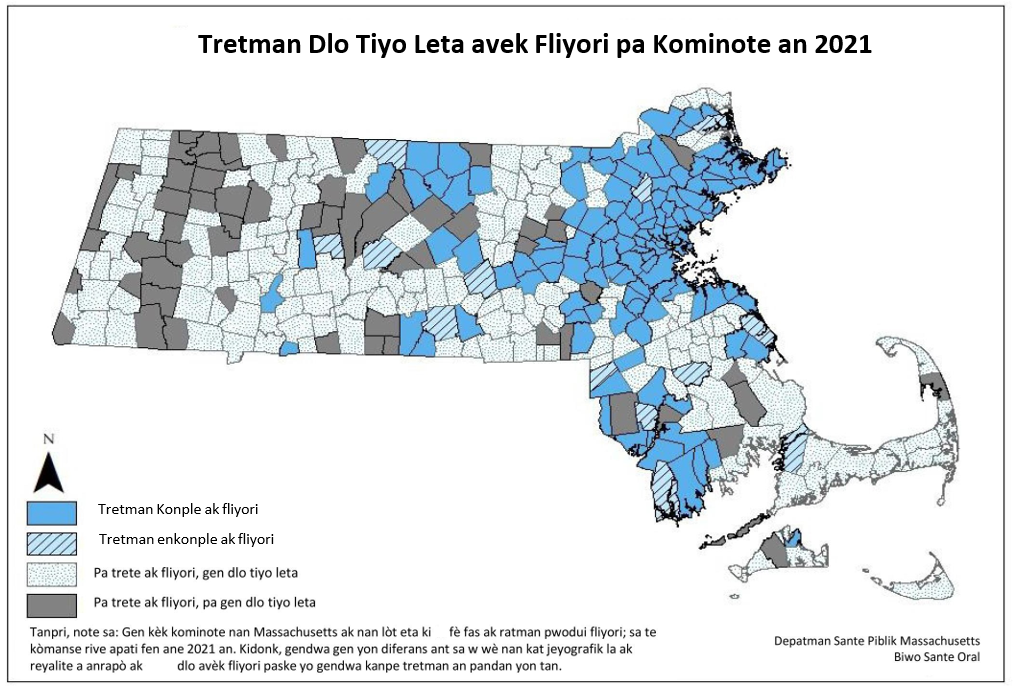 Tretman Dlo Tiyo Leta avek Fliyori pa Kominote an 2021
N
Tretman Konple ak fliyori
Tretman enkonple ak fliyori
Pa trete ak fliyori, gen dlo tiyo leta
Pa trete ak fliyori, pa gen dlo tiyo leta
Tanpri, note sa: Gen kèk kominote nan Massachusetts ak nan lòt eta ki fè fas ak ratman pwodui fliyori; sa te
kòmanse rive apati fen ane 2021 an. Kidonk, gendwa gen yon diferans ant sa w wè nan kat jeyografik la ak
reyalite a anrapò ak dlo avèk fliyori paske yo gendwa kanpe tretman an pandan yon tan.
Depatman Sante Piblik Massachusetts
Biwo Sante Oral